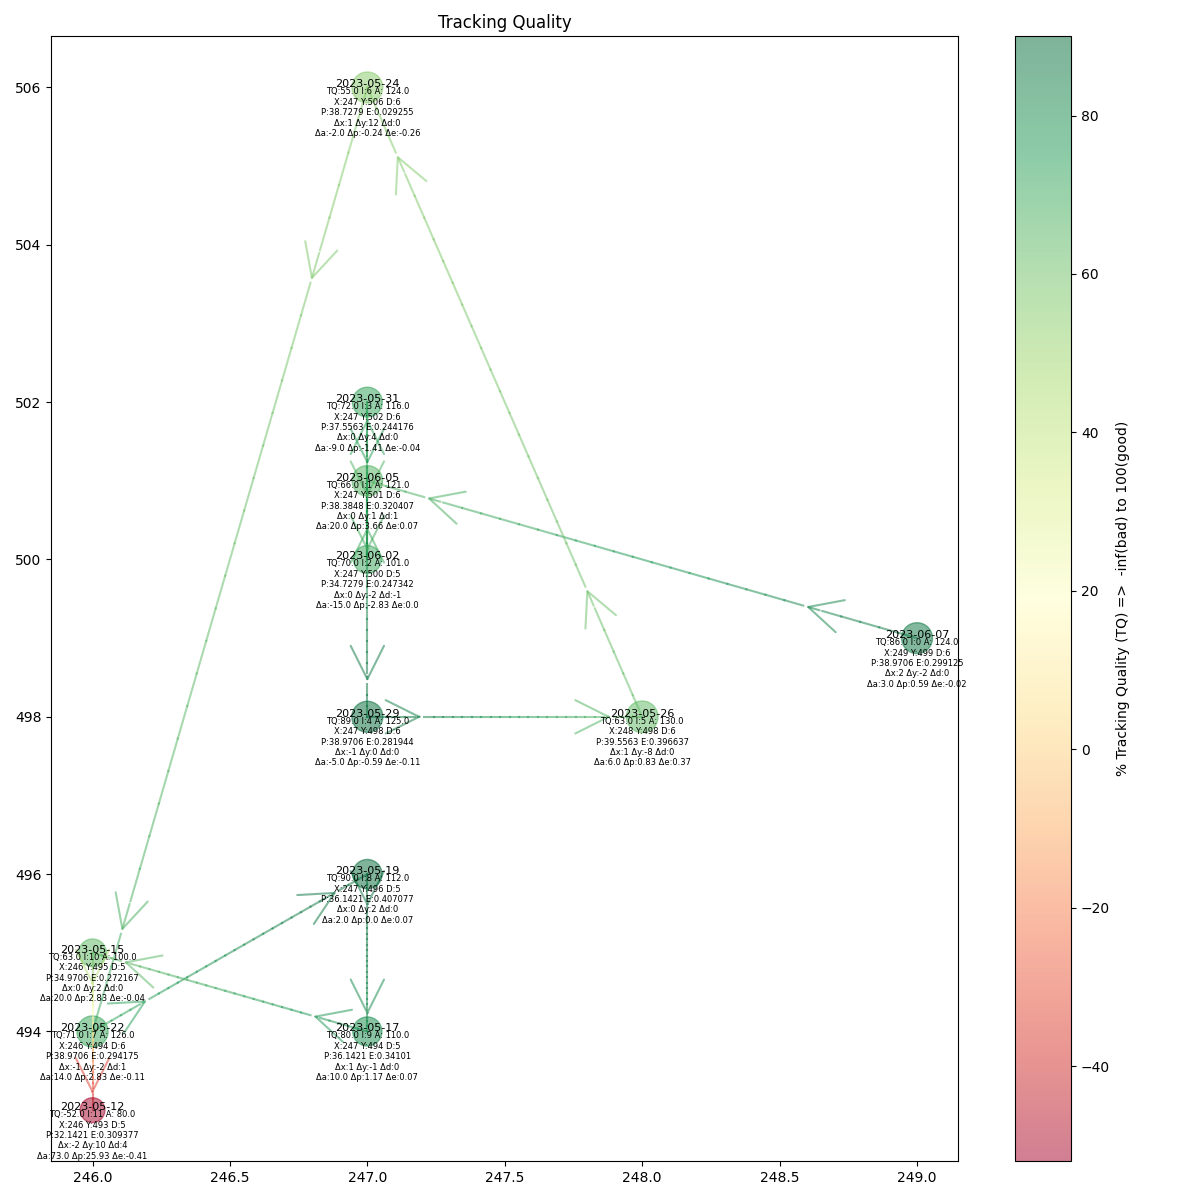 Tracking Quality
506
504
502
500
498
496
494
2023-05-24
TQ:55.0 I:6 A: 124.0
X:247 Y:506 D:6
P:38.7279 E:0.029255
Δx:1 Δy:12 Δd:0
Δa:-2.0 Δp:-0.24 Δe:-0.26
2023-05-31
TQ:72.0 I:3 A: 116.0
X:247 Y:502 D:6
P:37.5563 E:0.244176
Δx:0 Δy:4 Δd:0
Δa:-9.0 Δp:-1.41 Δe:-0.04
2023-06-05
TQ:66.0 I:1 A: 121.0
X:247 Y:501 D:6
P:38.3848 E:0.320407
Δx:0 Δy:1 Δd:1
Δa:20.0 Δp:3.66 Δe:0.07
2023-06-02
TQ:70.0 I:2 A: 101.0
X:247 Y:500 D:5
P:34.7279 E:0.247342
Δx:0 Δy:-2 Δd:-1
Δa:-15.0 Δp:-2.83 Δe:0.0
2023-06-07
TQ:86.0 I:0 A: 124.0
X:249 Y:499 D:6
P:38.9706 E:0.299125
Δx:2 Δy:-2 Δd:0
Δa:3.0 Δp:0.59 Δe:-0.02
2023-05-29
TQ:89.0 I:4 A: 125.0
X:247 Y:498 D:6
P:38.9706 E:0.281944
Δx:-1 Δy:0 Δd:0
Δa:-5.0 Δp:-0.59 Δe:-0.11
2023-05-26
TQ:63.0 I:5 A: 130.0
X:248 Y:498 D:6
P:39.5563 E:0.396637
Δx:1 Δy:-8 Δd:0
Δa:6.0 Δp:0.83 Δe:0.37
2023-05-19
TQ:90.0 I:8 A: 112.0
X:247 Y:496 D:5
P:36.1421 E:0.407077
Δx:0 Δy:2 Δd:0
Δa:2.0 Δp:0.0 Δe:0.07
2023-05-15
TQ:63.0 I:10 A: 100.0
X:246 Y:495 D:5
P:34.9706 E:0.272167
Δx:0 Δy:2 Δd:0
Δa:20.0 Δp:2.83 Δe:-0.04
2023-05-22
TQ:71.0 I:7 A: 126.0
X:246 Y:494 D:6
P:38.9706 E:0.294175
Δx:-1 Δy:-2 Δd:1
Δa:14.0 Δp:2.83 Δe:-0.11
2023-05-17
TQ:80.0 I:9 A: 110.0
X:247 Y:494 D:5
P:36.1421 E:0.34101
Δx:1 Δy:-1 Δd:0
Δa:10.0 Δp:1.17 Δe:0.07
2023-05-12
TQ:-52.0 I:11 A: 80.0
X:246 Y:493 D:5
P:32.1421 E:0.309377
Δx:-2 Δy:10 Δd:4
Δa:73.0 Δp:25.93 Δe:-0.41
246.0 246.5 247.0 247.5 248.0 248.5 249.0
80
60
40
20
0
−20
−40
% Tracking Quality (TQ) => -inf(bad) to 100(good)